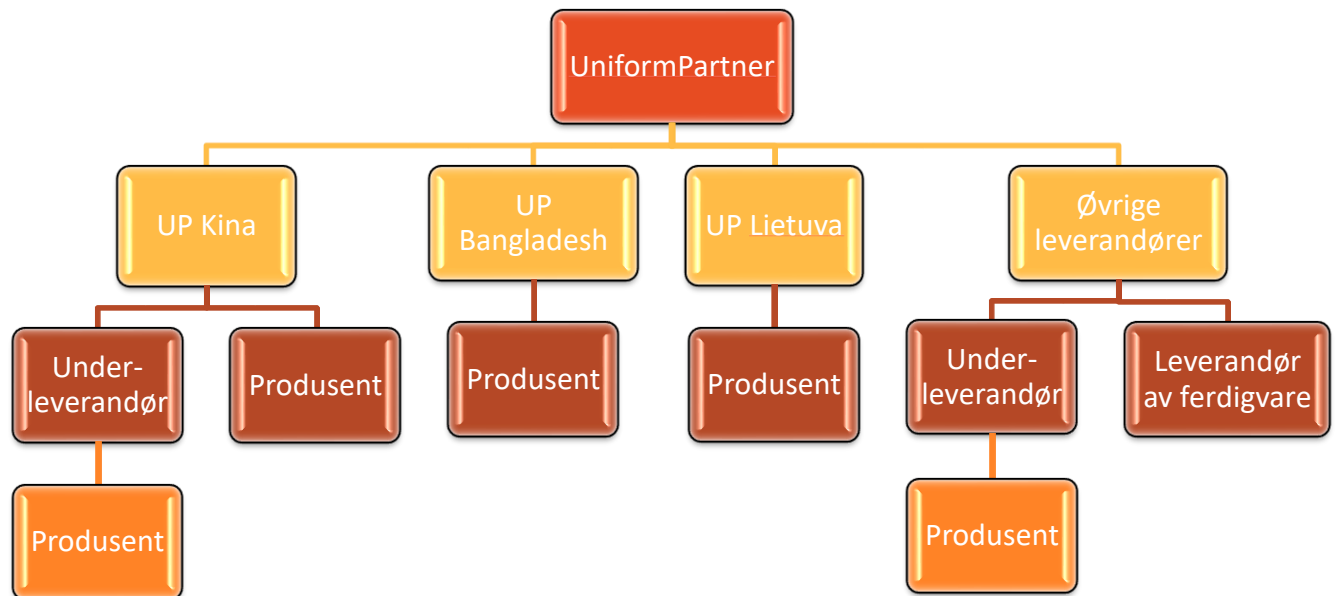 UniformPartner
UP Kina
UP
Bangladesh
UP Lietuva
Øvrige
leverandører
Under-
leverandør
Produsent
Produsent
Produsent
Under-
leverandør
Leverandør
av ferdigvare
Produsent
Produsent